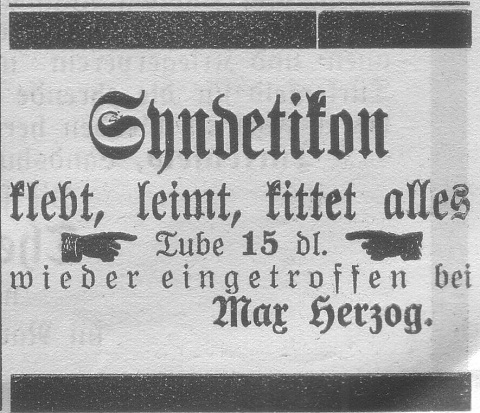 Syndetikon
klebt, leimt, kittet alles
Tube 15 dl.
wieder eingetroffen bei
Max Herzog.